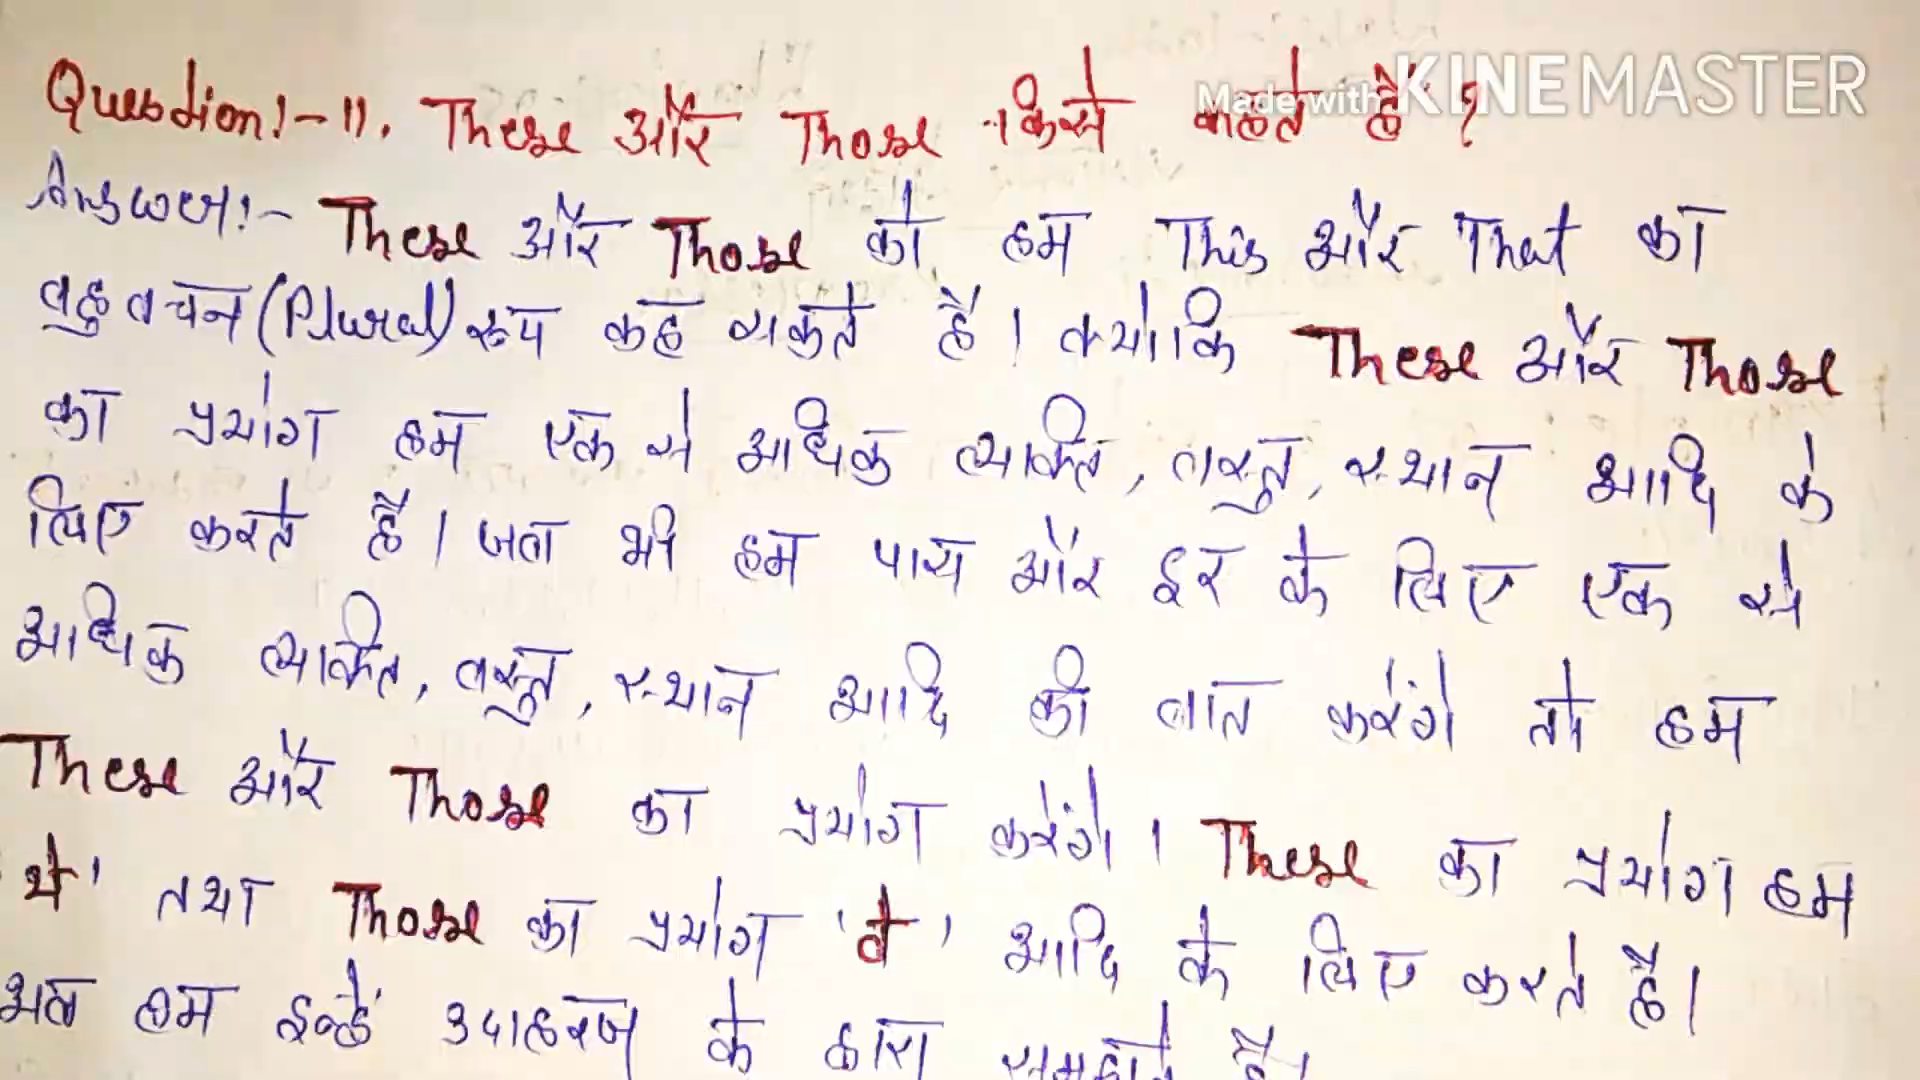 Question:-11. These और Those किसे कहते हैं ?
Made with KINEMASTER
Answer:- These और Those को हम This और That का
बहुवचन (Plural) रूप कह सकते हैं। क्योंकि These और Those
का प्रयोग हम एक से अधिक व्यक्ति, वस्तु, स्थान आदि के
लिए करते हैं। जब भी हम पास और दूर के लिए एक से
अधिक व्यक्ति, वस्तु, स्थान आदि की बात करेंगे तो हम
These और Those का प्रयोग करेंगे। These का प्रयोग हम
'ये' तथा Those का प्रयोग 'वे' आदि के लिए करते हैं।
अब हम इन्हें उदाहरण के द्वारा समझते हैं।